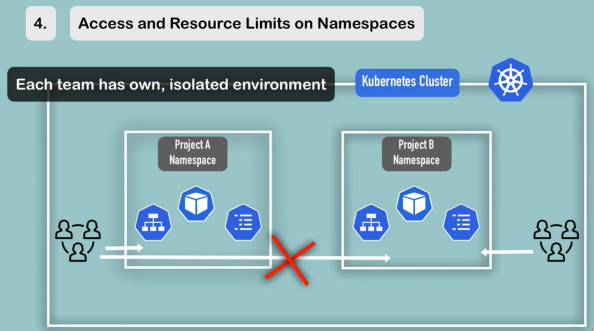 4.
Access and Resource Limits on Namespaces
Each team has own, isolated environment
Kubernetes Cluster
Project A
Namespace
Project B
Namespace